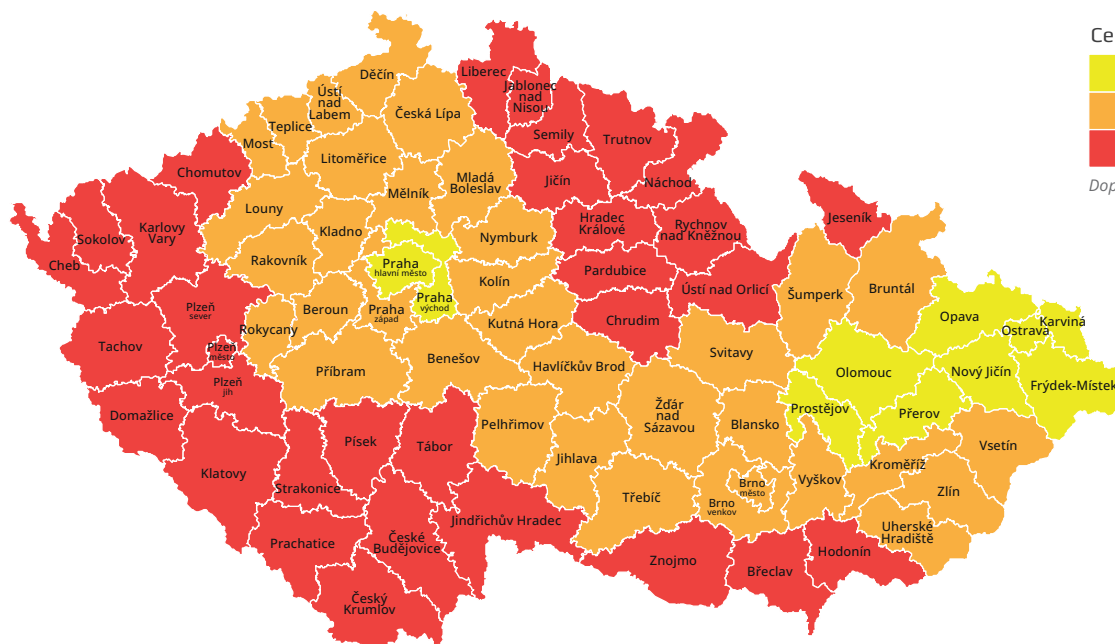 Ce
Dop
Děčín
Liberec
Jablonec
nad
Nisou
Ústí
nad
Labem
Česká Lípa
Teplice
Most
Semily
Trutnov
Litoměřice
Chomutov
Mladá
Boleslav
Jičín
Náchod
Mělník
Louny
Karlovy
Vary
Sokolov
Cheb
Hradec
Králové
Rychnov
nad Kněžnou
Jeseník
Kladno
Nymburk
Rakovník
Praha
hlavní město
Pardubice
Kolín
Ústí nad Orlicí
Šumperk
Bruntál
Plzeň
sever
Beroun
Praha
západ
Praha
východ
Chrudim
Opava
Karviná
Ostrava
Rokycany
Kutná Hora
Tachov
Plzeň
město
Benešov
Svitavy
Havlíčkův Brod
Příbram
Olomouc
Nový Jičín
Frýdek-Místek
Plzeň
jih
Domažlice
Prostějov
Přerov
Žďár
nad
Sázavou
Pelhřimov
Blansko
Písek
Tábor
Vsetín
Klatovy
Jihlava
Kroměříž
Strakonice
Vyškov
Brno
město
Zlín
Třebíč
Brno
venkov
Jindřichův Hradec
Uherské
Hradiště
Prachatice
České
Budějovice
Hodonín
Znojmo
Břeclav
Český
Krumlov